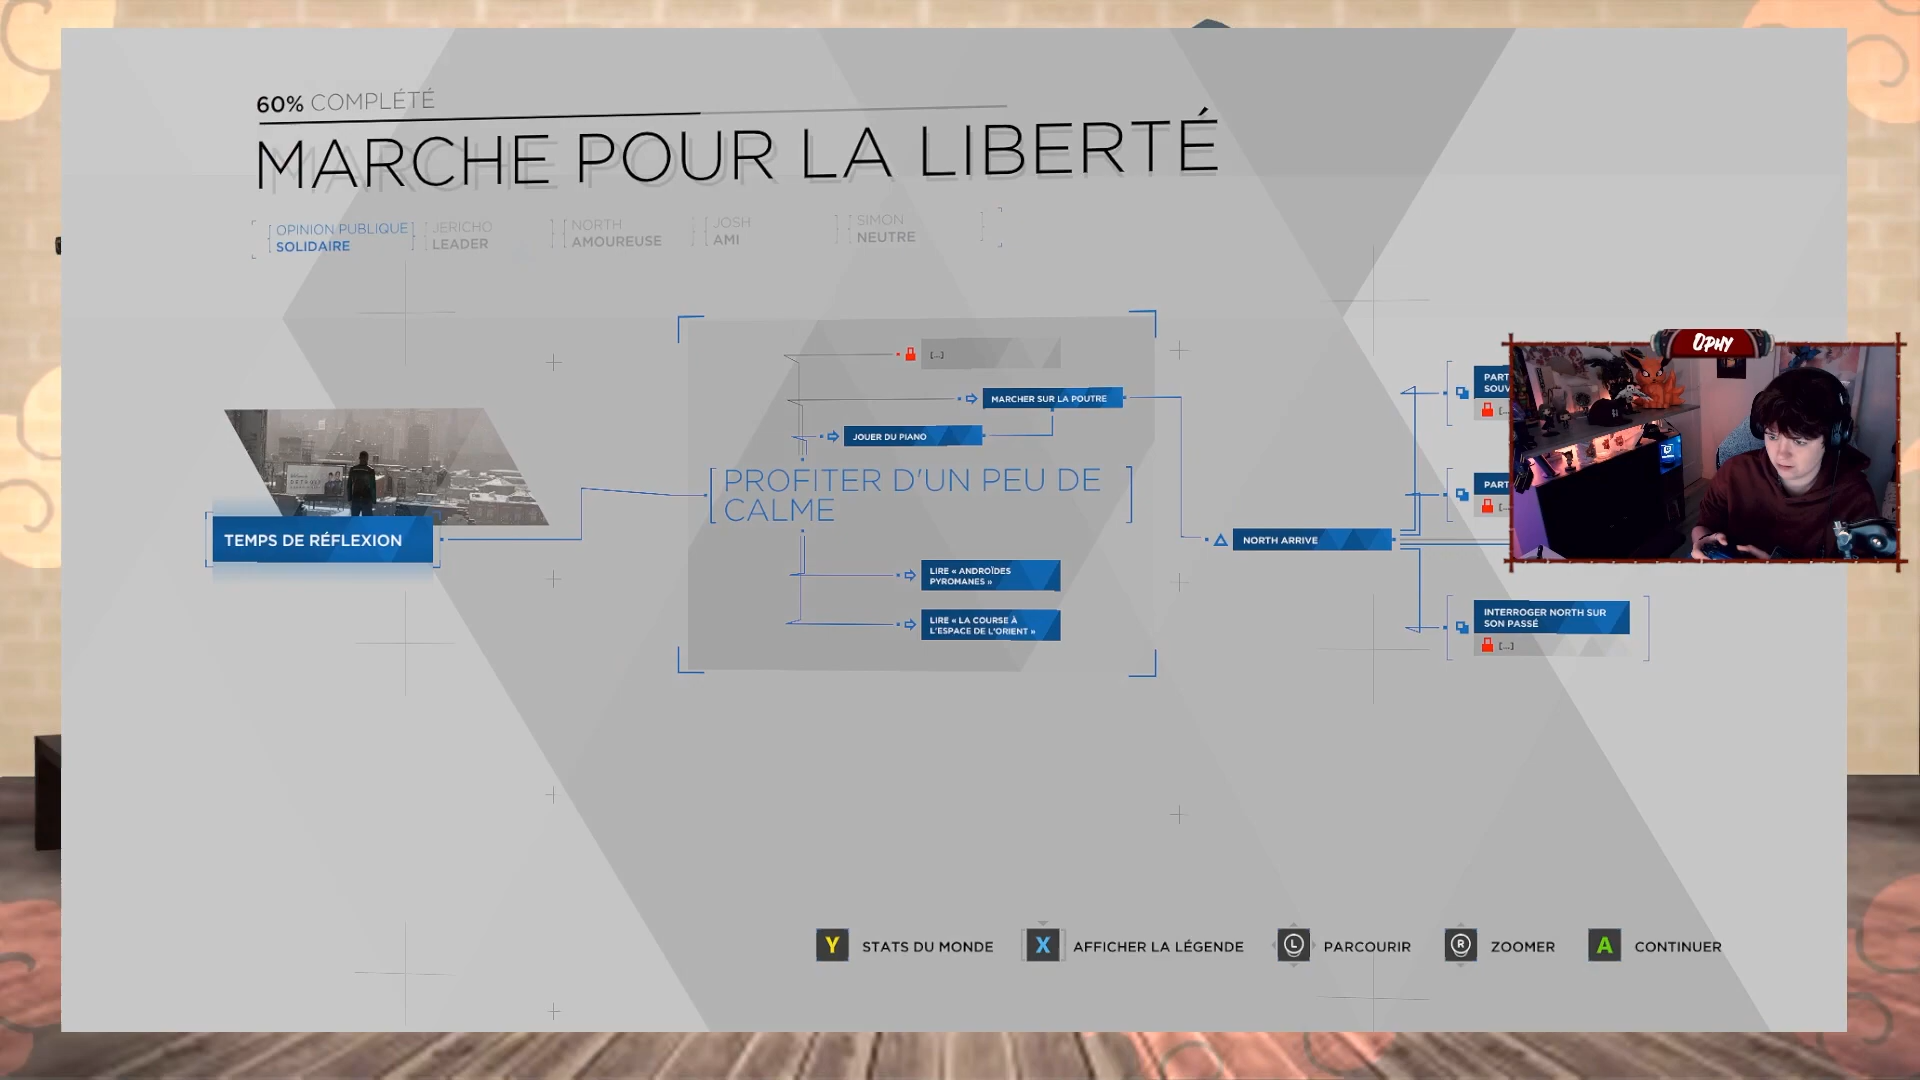 60% COMPLÉTÉ
MARCHE POUR LA LIBERTÉ
OPINION PUBLIQUE
SOLIDAIRE
JERICHO
LEADER
NORTH
AMOUREUSE
JOSH
AMI
SIMON
NEUTRE
[...]
MARCHER SUR LA POUTRE
JOUER DU PIANO
PROFITER D'UN PEU DE
CALME
TEMPS DE RÉFLEXION
LIRE « ANDROÏDES
PYROMANES »
LIRE « LA COURSE À
L'ESPACE DE L'ORIENT »
NORTH ARRIVE
PART
SOUV
PART
INTERROGER NORTH SUR
SON PASSÉ
[...]
OPHY
Y STATS DU MONDE
X AFFICHER LA LÉGENDE
L PARCOURIR
R ZOOMER
A CONTINUER